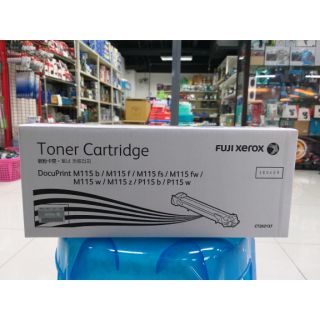 Toner Cartridge
FUJI xerox
DocuPrint M115 b / M115 f / M115 fs / M115 fw /
M115 w / M115 z / P115 b / P115 w
CT202137